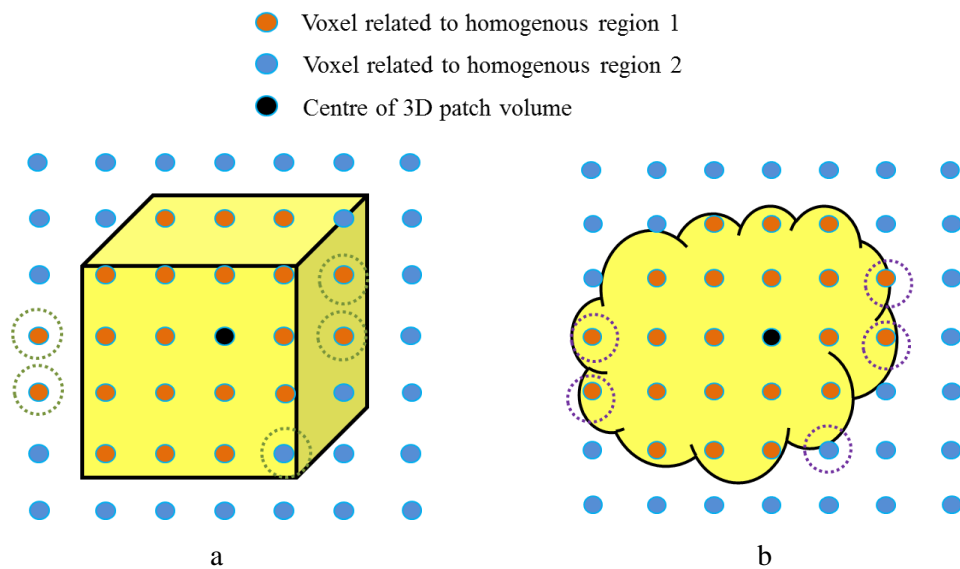 Voxel related to homogenous region 1
Voxel related to homogenous region 2
Centre of 3D patch volume
a
b